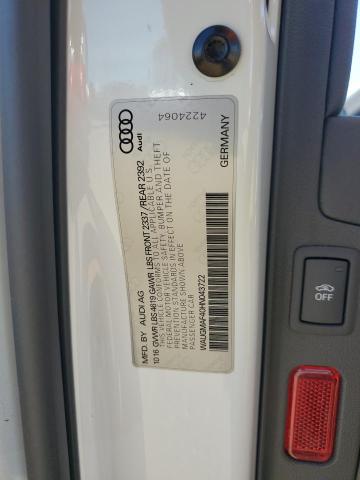 MFD. BY AUDI AG
10/16 GVWR LBS 4619 GAWR LBS FRONT 2337 / REAR 2392
THIS VEHICLE CONFORMS TO ALL APPLICABLE U.S.
FEDERAL MOTOR VEHICLE SAFETY, BUMPER AND THEFT
PREVENTION STANDARDS IN EFFECT ON THE DATE OF
MANUFACTURE SHOWN ABOVE
PASSENGER CAR
WAUGMAF40HN043722
GERMANY
Audi
4224064
OFF